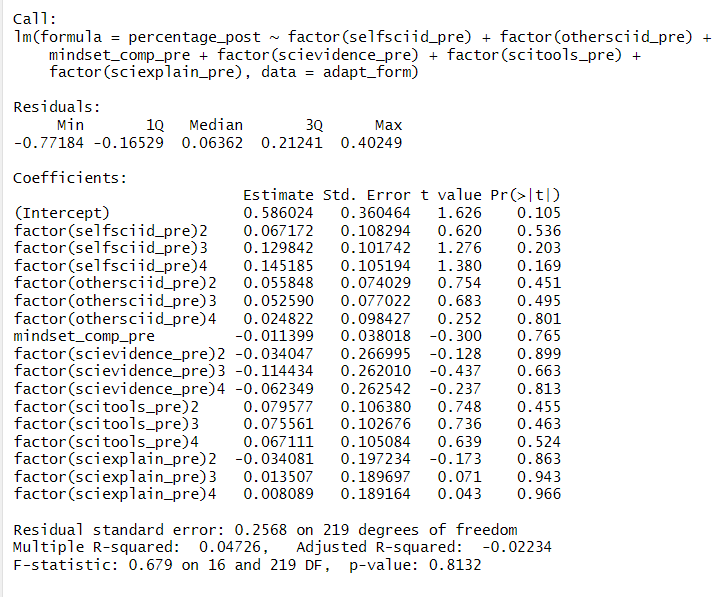 Call:
lm(formula = percentage_post ~ factor(selfsciid_pre) + factor(othersciid_pre) +
    mindset_comp_pre + factor(scievidence_pre) + factor(scitools_pre) +
    factor(sciexplain_pre), data = adapt_form)

Residuals:
     Min       1Q   Median       3Q      Max
-0.77184 -0.16529  0.06362  0.21241  0.40249

Coefficients:
                          Estimate Std. Error t value Pr(>|t|)
(Intercept)               0.586024   0.360464   1.626    0.105
factor(selfsciid_pre)2    0.067172   0.108294   0.620    0.536
factor(selfsciid_pre)3    0.129842   0.101742   1.276    0.203
factor(selfsciid_pre)4    0.145185   0.105194   1.380    0.169
factor(othersciid_pre)2   0.055848   0.074029   0.754    0.451
factor(othersciid_pre)3   0.052590   0.077022   0.683    0.495
factor(othersciid_pre)4   0.024822   0.098427   0.252    0.801
mindset_comp_pre         -0.011399   0.038018  -0.300    0.765
factor(scievidence_pre)2 -0.034047   0.266995  -0.128    0.899
factor(scievidence_pre)3 -0.114434   0.262010  -0.437    0.663
factor(scievidence_pre)4 -0.062349   0.262542  -0.237    0.813
factor(scitools_pre)2     0.079577   0.106380   0.748    0.455
factor(scitools_pre)3     0.075561   0.102676   0.736    0.463
factor(scitools_pre)4     0.067111   0.105084   0.639    0.524
factor(sciexplain_pre)2  -0.034081   0.197234  -0.173    0.863
factor(sciexplain_pre)3   0.013507   0.189697   0.071    0.943
factor(sciexplain_pre)4   0.008089   0.189164   0.043    0.966

Residual standard error: 0.2568 on 219 degrees of freedom
Multiple R-squared:  0.04726,   Adjusted R-squared:  -0.02234
F-statistic: 0.679 on 16 and 219 DF,  p-value: 0.8132